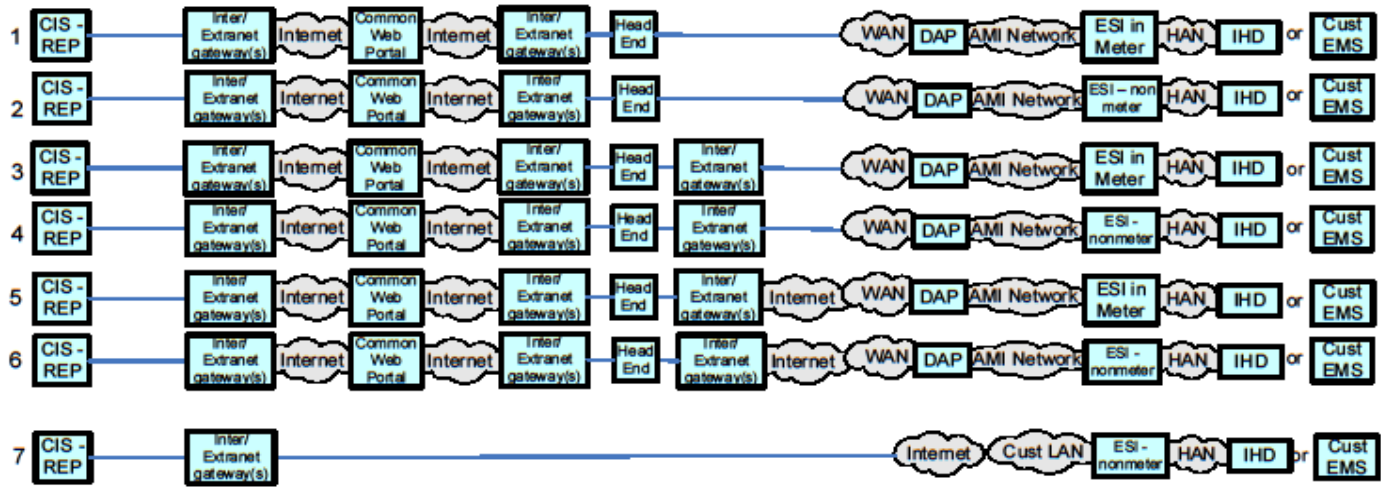 1 CIS - REP Inter/ Extranet gateway(s) Internet Common Web Portal Internet Inter/ Extranet gateway(s) Head End WAN DAP AMI Network ESI in Meter HAN IHD or Cust EMS
2 CIS - REP Inter/ Extranet gateway(s) Internet Common Web Portal Internet Inter/ Extranet gateway(s) Head End WAN DAP AMI Network ESI – non meter HAN IHD or Cust EMS
3 CIS - REP Inter/ Extranet gateway(s) Internet Common Web Portal Internet Inter/ Extranet gateway(s) Head End Inter/ Extranet gateway(s) WAN DAP AMI Network ESI in Meter HAN IHD or Cust EMS
4 CIS - REP Inter/ Extranet gateway(s) Internet Common Web Portal Internet Inter/ Extranet gateway(s) Head End Inter/ Extranet gateway(s) WAN DAP AMI Network ESI - nonmeter HAN IHD or Cust EMS
5 CIS - REP Inter/ Extranet gateway(s) Internet Common Web Portal Internet Inter/ Extranet gateway(s) Head End Inter/ Extranet gateway(s) Internet WAN DAP AMI Network ESI in Meter HAN IHD or Cust EMS
6 CIS - REP Inter/ Extranet gateway(s) Internet Common Web Portal Internet Inter/ Extranet gateway(s) Head End Inter/ Extranet gateway(s) Internet WAN DAP AMI Network ESI - nonmeter HAN IHD or Cust EMS
7 CIS - REP Inter/ Extranet gateway(s) Internet Cust LAN ESI - nonmeter HAN IHD or Cust EMS